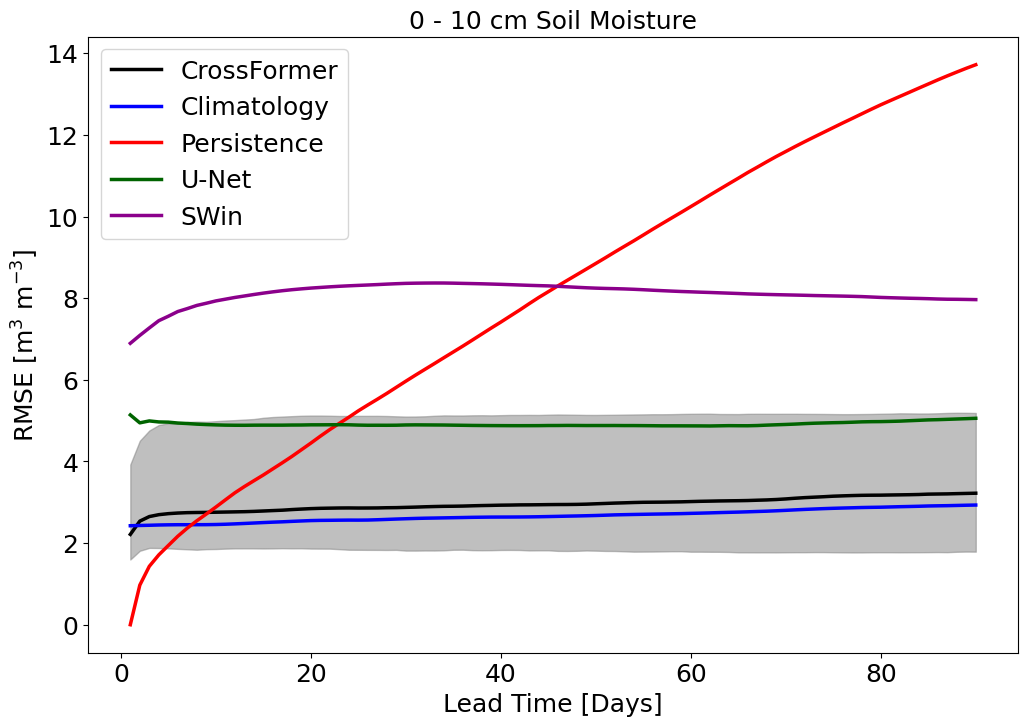 0 - 10 cm Soil Moisture
CrossFormer
Climatology
Persistence
U-Net
SWin
RMSE [m³ m⁻³]
14
12
10
8
6
4
2
0
0 20 40 60 80
Lead Time [Days]